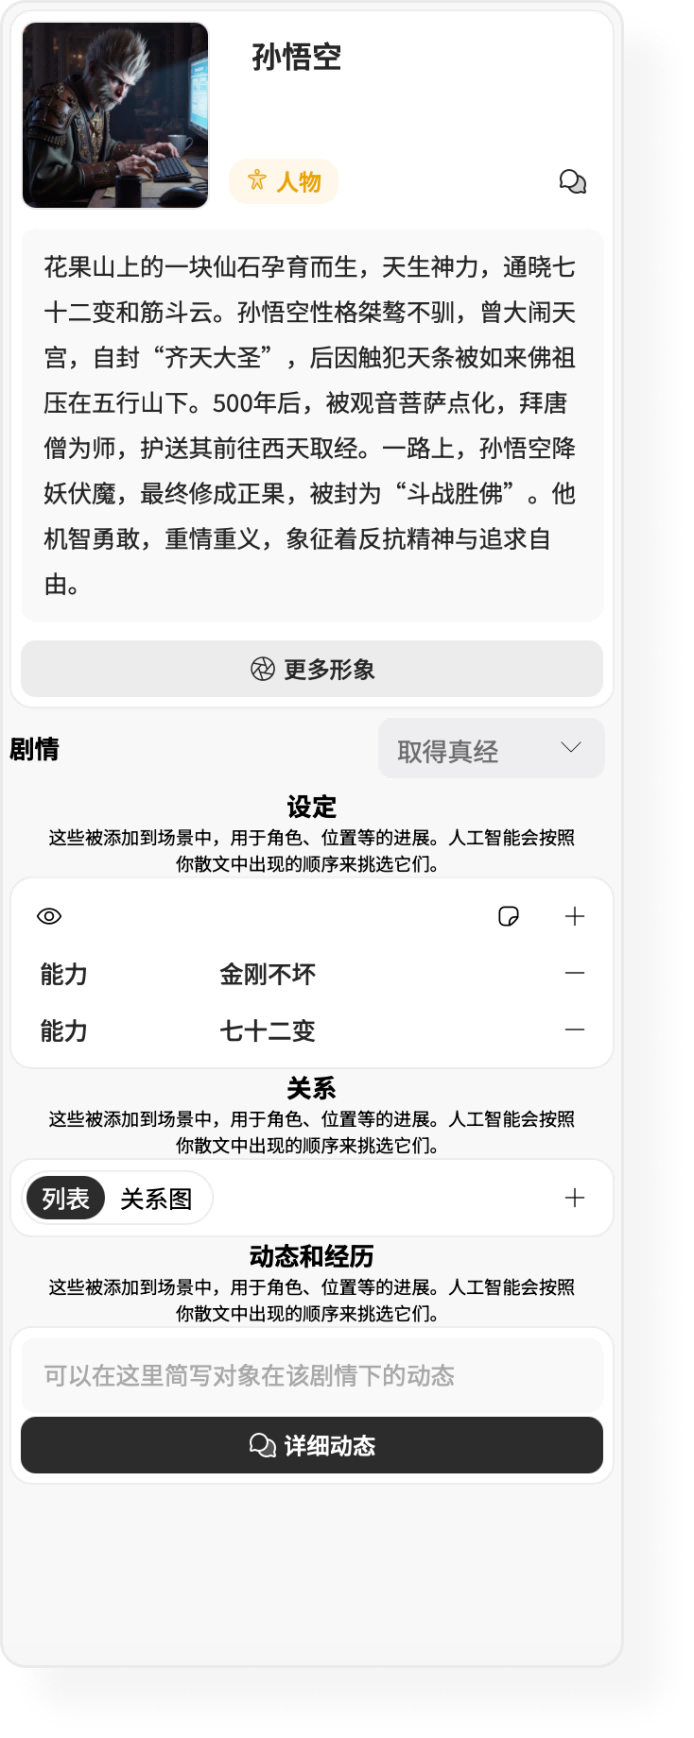 孙悟空
人物
花果山上的一块仙石孕育而生，天生神力，通晓七
十二变和筋斗云。孙悟空性格桀骜不驯，曾大闹天
宫，自封“齐天大圣”，后因触犯天条被如来佛祖
压在五行山下。500年后，被观音菩萨点化，拜唐
僧为师，护送其前往西天取经。一路上，孙悟空降
妖伏魔，最终修成正果，被封为“斗战胜佛”。他
机智勇敢，重情重义，象征着反抗精神与追求自
由。
更多形象
剧情
取得真经
设定
这些被添加到场景中，用于角色、位置等的进展。人工智能会按照
你散文中出现的顺序来挑选它们。
能力 金刚不坏
能力 七十二变
关系
这些被添加到场景中，用于角色、位置等的进展。人工智能会按照
你散文中出现的顺序来挑选它们。
列表 关系图
动态和经历
这些被添加到场景中，用于角色、位置等的进展。人工智能会按照
你散文中出现的顺序来挑选它们。
可以在这里简写对象在该剧情下的动态
详细动态